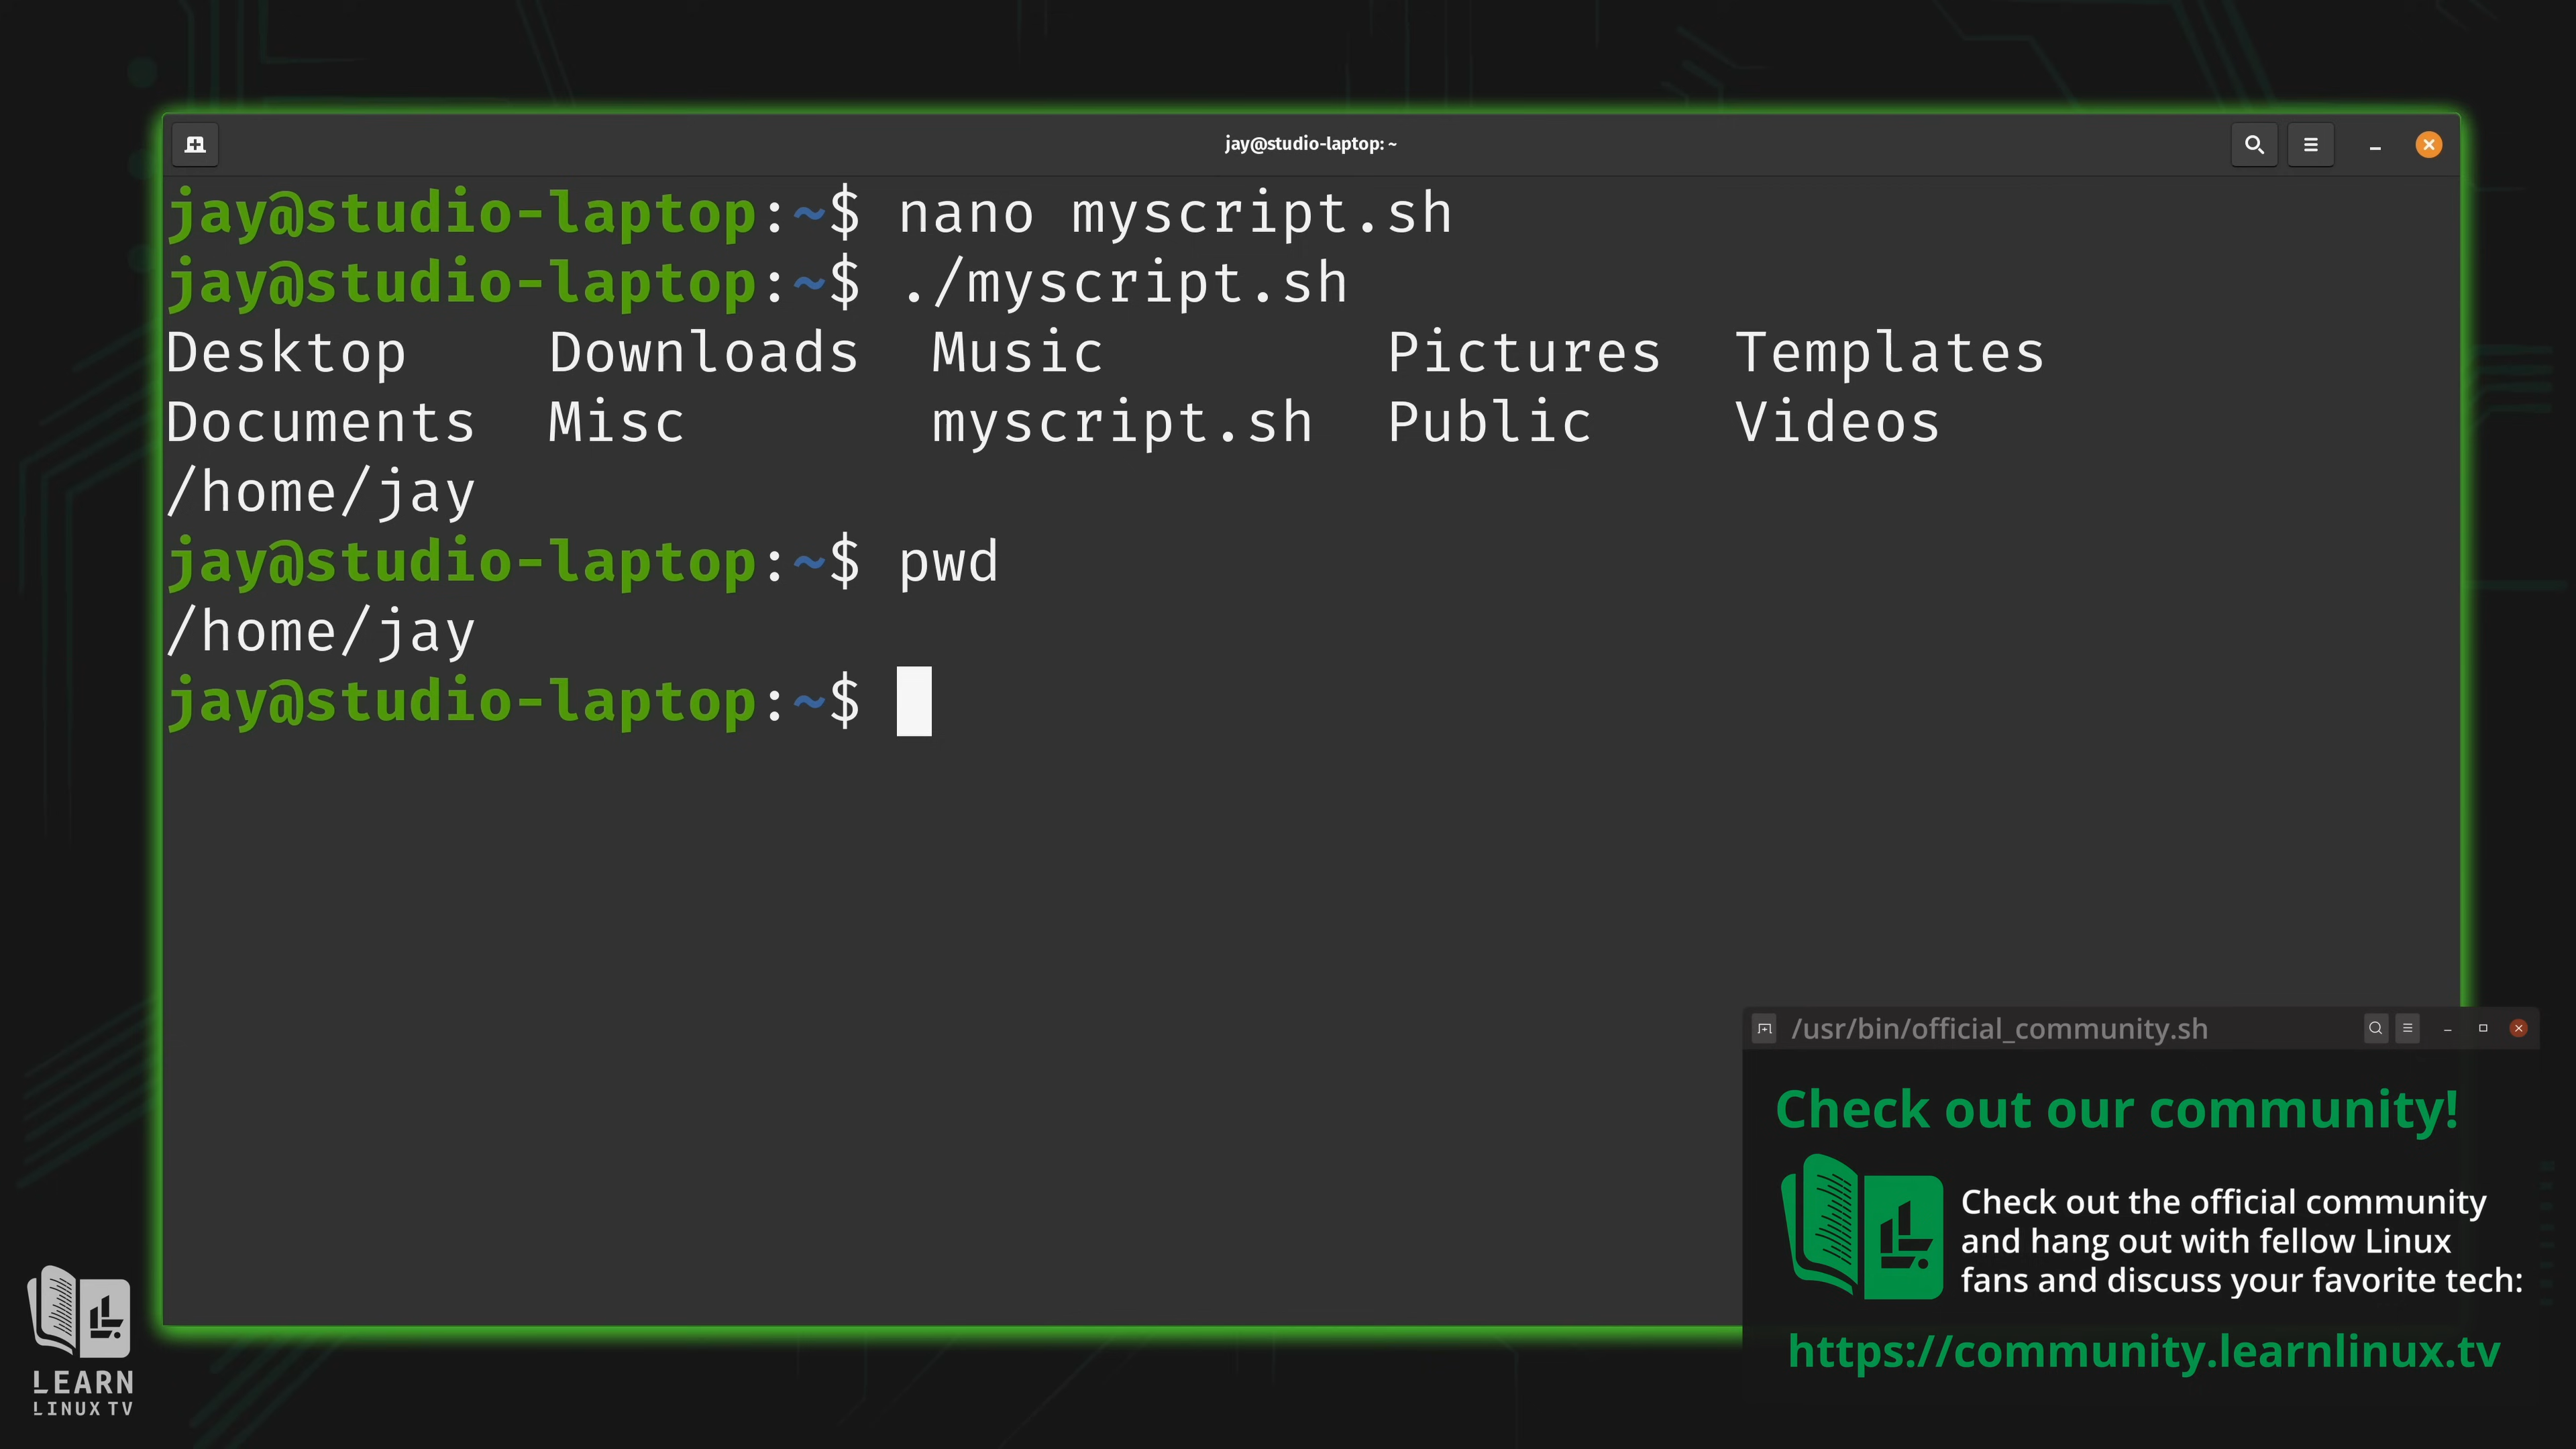 jay@studio-laptop: ~
jay@studio-laptop:~$ nano myscript.sh
jay@studio-laptop:~$ ./myscript.sh
Desktop Downloads Music Pictures Templates
Documents Misc myscript.sh Public Videos
/home/jay
jay@studio-laptop:~$ pwd
/home/jay
jay@studio-laptop:~$
/usr/bin/official_community.sh
Check out our community!
Check out the official community
and hang out with fellow Linux
fans and discuss your favorite tech:
https://community.learnlinux.tv
LEARN
LINUX TV